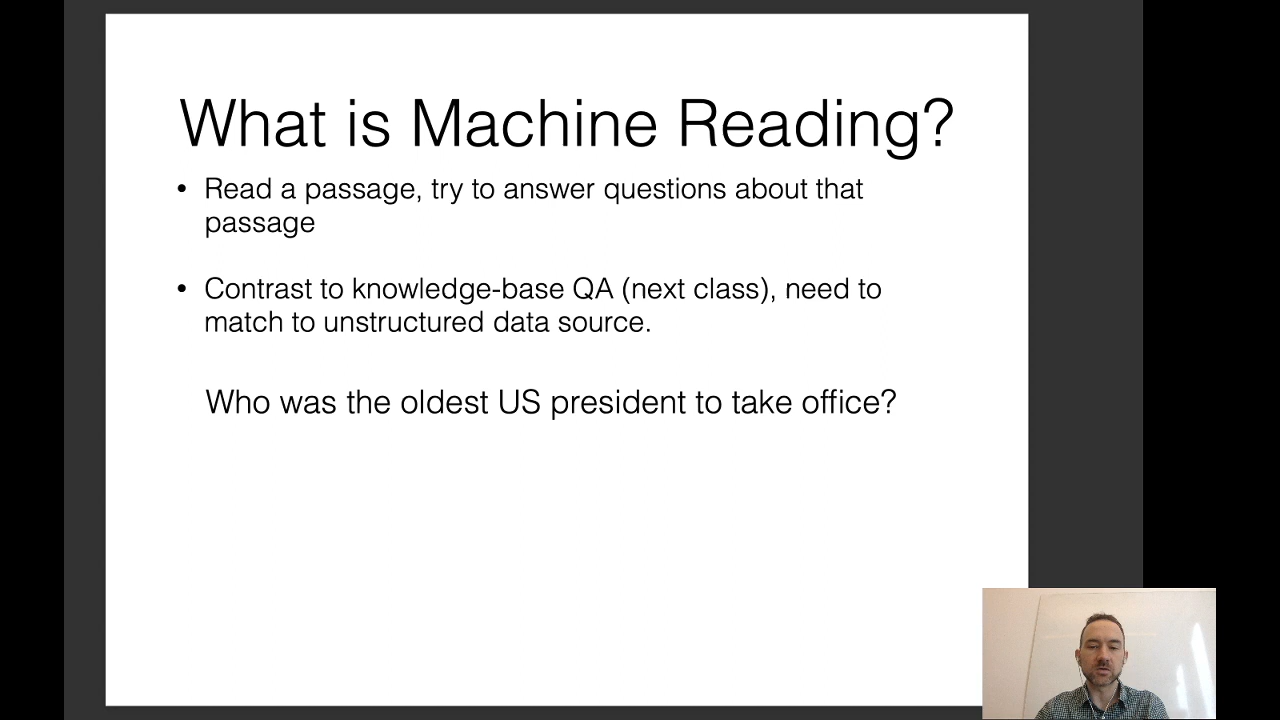 What is Machine Reading?
• Read a passage, try to answer questions about that
passage
• Contrast to knowledge-base QA (next class), need to
match to unstructured data source.
Who was the oldest US president to take office?